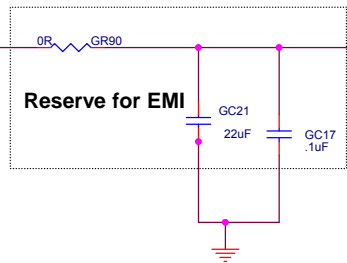 0R GR90
Reserve for EMI
GC21
22uF
GC17
.1uF